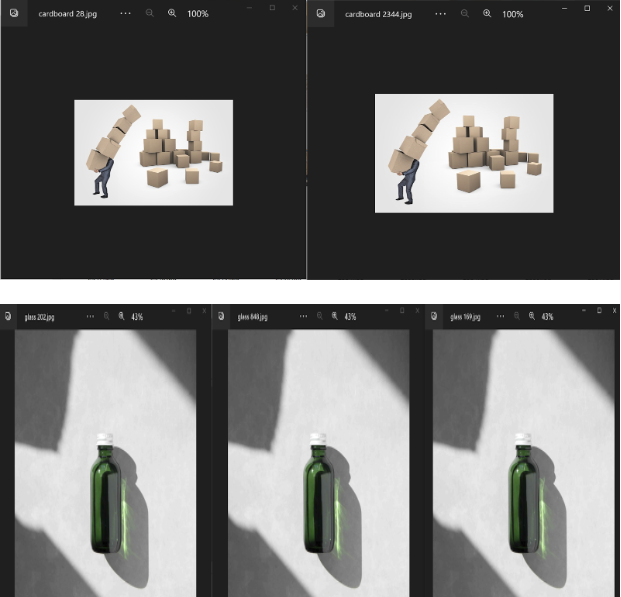 cardboard 28.jpg ... 100%
cardboard 2344.jpg ... 100%
glass 202.jpg ... 43%
glass 848.jpg ... 43%
glass 169.jpg ... 43%